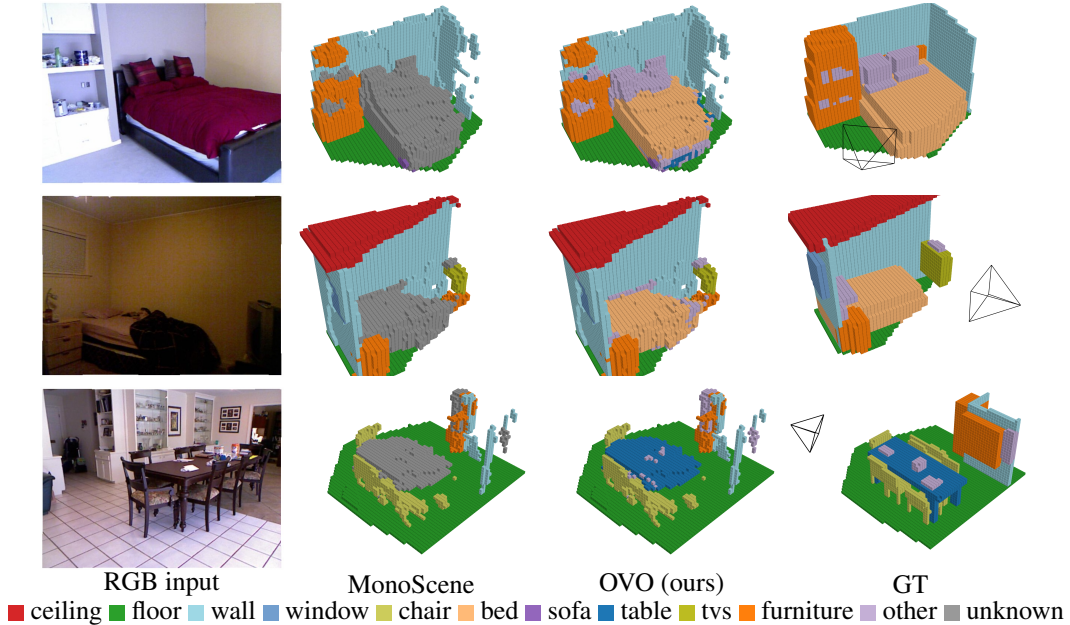 RGB input MonoScene OVO (ours) GT
ceiling floor wall window chair bed sofa table tvs furniture other unknown